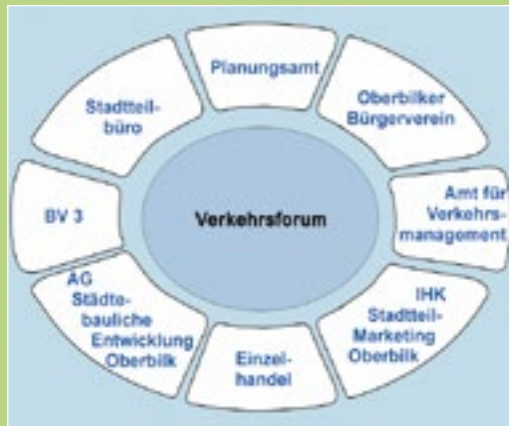 Planungsamt
Oberbilker
Bürgerverein
Amt für
Verkehrs-
management
IHK
Stadtteil-
Marketing
Oberbilk
Einzel-
handel
AG
Städte-
bauliche
Entwicklung
Oberbilk
BV 3
Stadtteil-
büro
Verkehrsforum